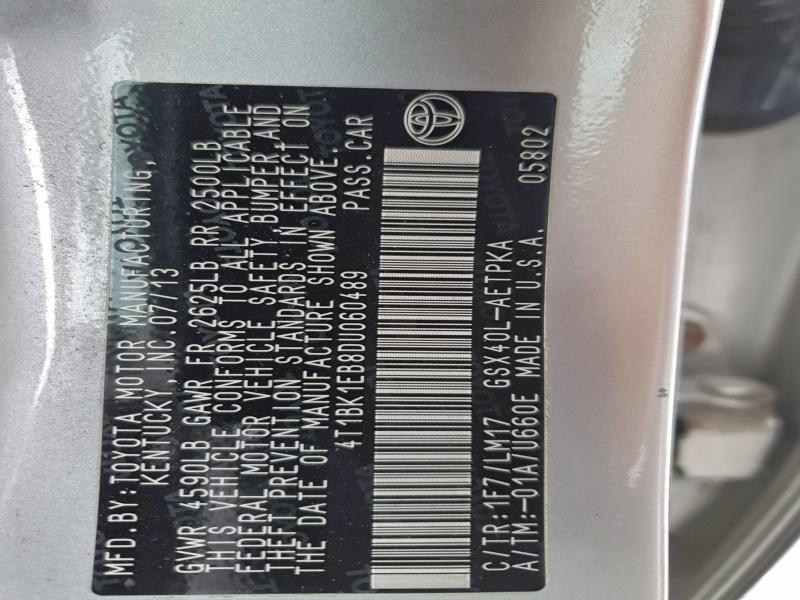 MFD.BY:TOYOTA MOTOR MANUFACTURING,
KENTUCKY, INC. 07/13
GVWR 4590LB GAWR FR 2625LB RR 2500LB
THIS VEHICLE CONFORMS TO ALL APPLICABLE
FEDERAL MOTOR VEHICLE SAFETY, BUMPER, AND
THEFT PREVENTION STANDARDS IN EFFECT ON
THE DATE OF MANUFACTURE SHOWN ABOVE.
4T1BK1EB8DU060489 PASS.CAR
C/TR:1F7/LM17 GSX40L-AETPKA
A/TM:-01A/U660E MADE IN U.S.A. 05802